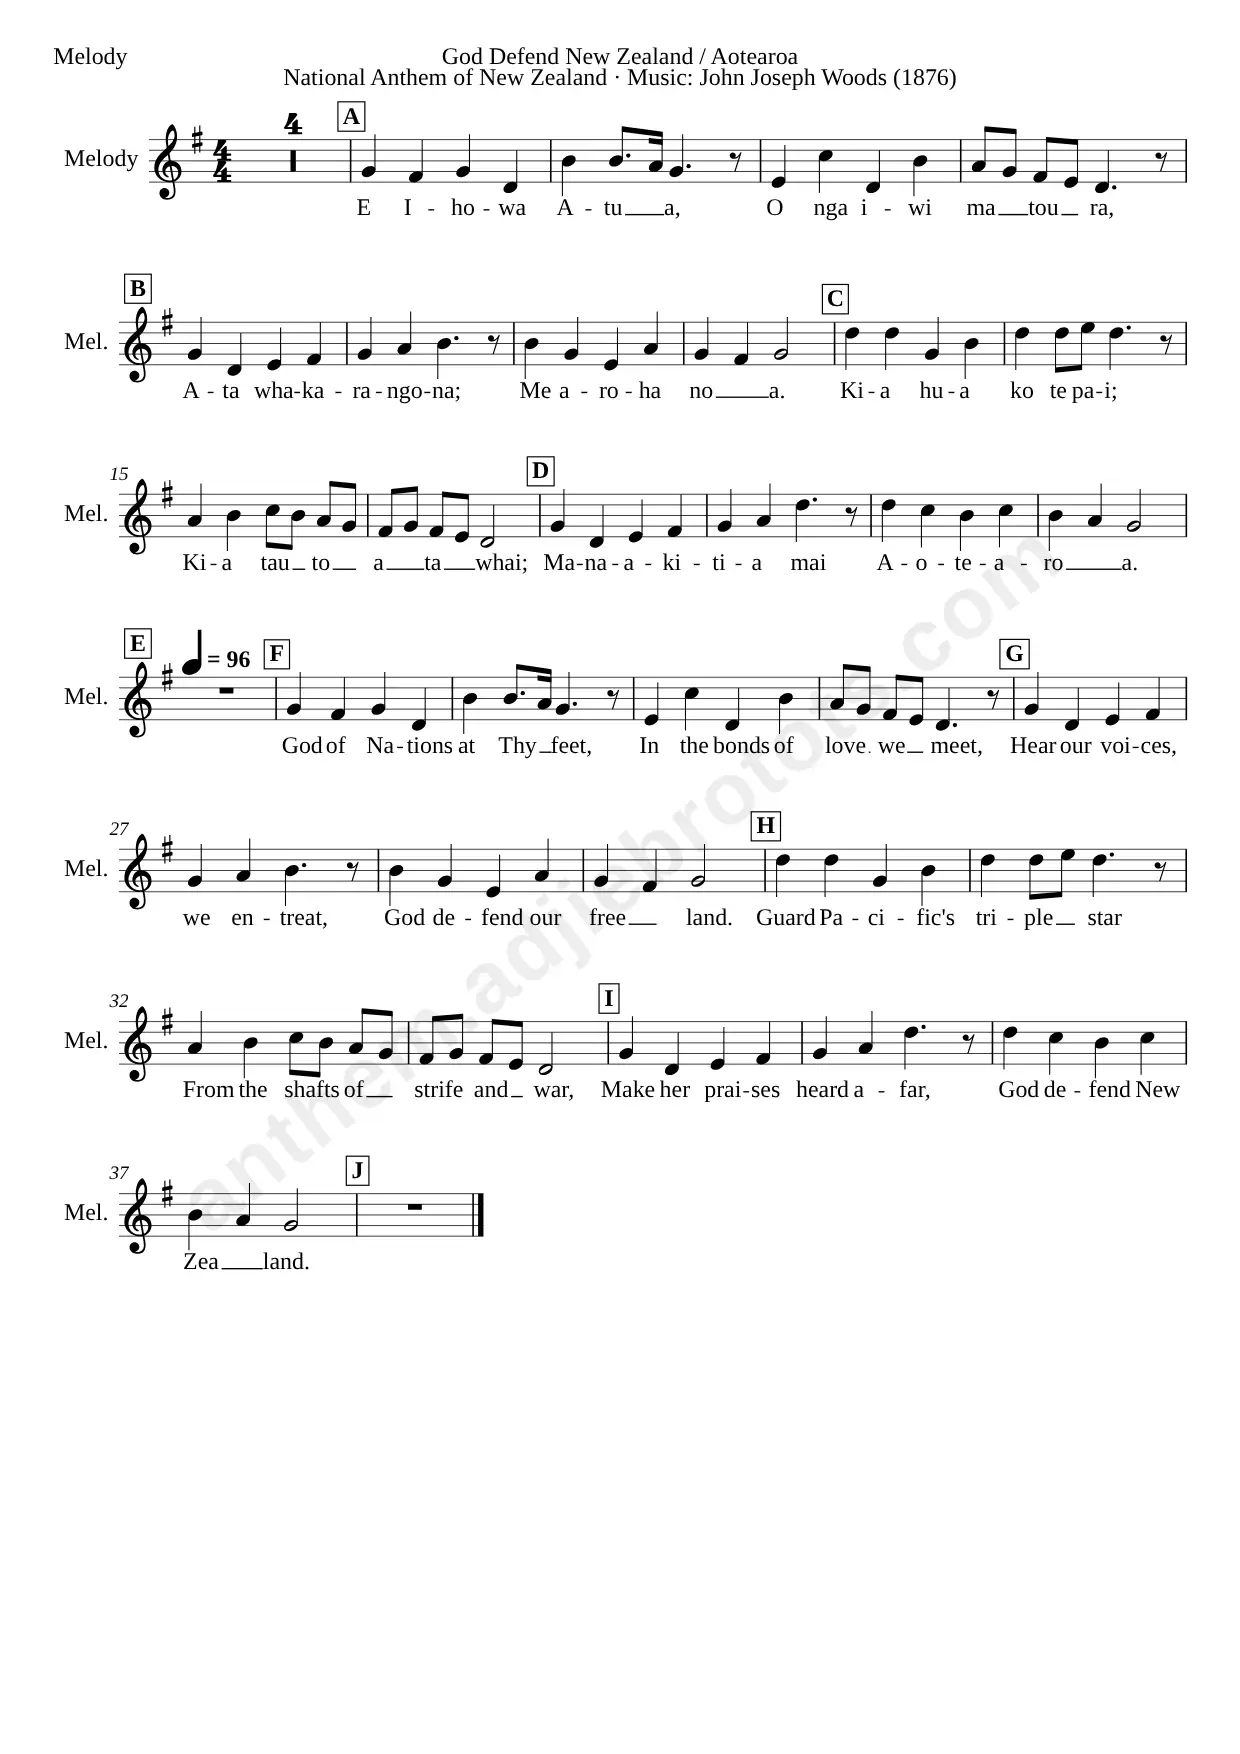 Melody
God Defend New Zealand / Aotearoa
National Anthem of New Zealand · Music: John Joseph Woods (1876)
4
A
Melody
4
4
E I - ho - wa A - tu a, O nga i - wi ma tou ra,
B
C
Mel.
A - ta wha - ka - ra - ngo - na; Me a - ro - ha no a. Ki - a hu - a ko te pa - i;
15
D
Mel.
Ki - a tau to a ta whai; Ma - na - a - ki - ti - a mai A - o - te - a - ro a.
E
= 96
F
G
Mel.
God of Na - tions at Thy feet, In the bonds of love we meet, Hear our voi - ces,
27
H
Mel.
we en - treat, God de - fend our free land. Guard Pa - ci - fic's tri - ple star
32
I
Mel.
From the shafts of strife and war, Make her prai - ses heard a - far, God de - fend New
37
J
Mel.
Zea land.
anthem.adjiebrotots.com